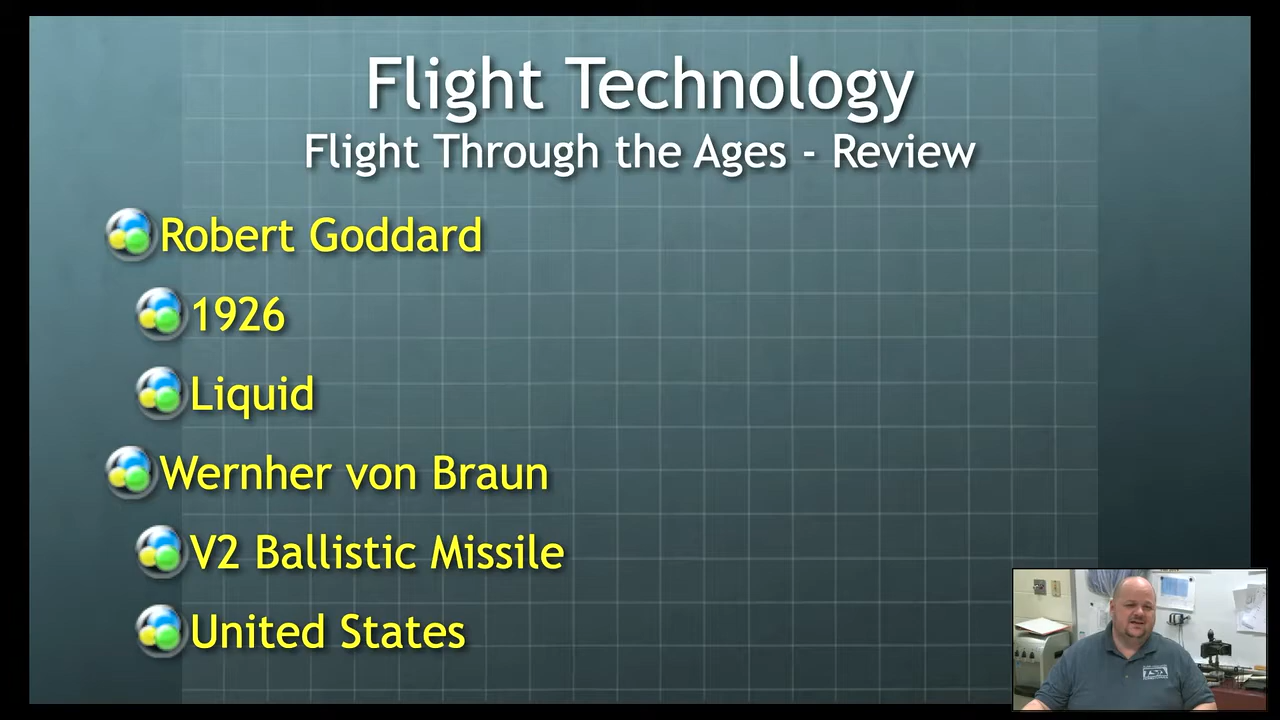 Flight Technology
Flight Through the Ages - Review
Robert Goddard
1926
Liquid
Wernher von Braun
V2 Ballistic Missile
United States
TSA